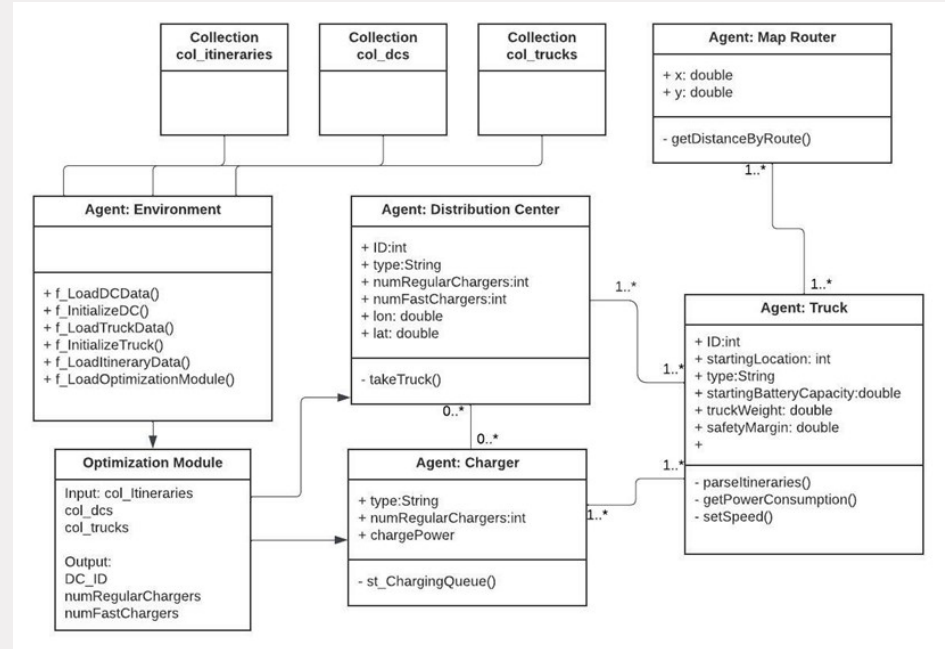 Collection
col_itineraries
Collection
col_dcs
Collection
col_trucks
Agent: Map Router
+ x: double
+ y: double
- getDistanceByRoute()
1..*
1..*
Agent: Environment
+ f_LoadDCData()
+ f_InitializeDC()
+ f_LoadTruckData()
+ f_InitializeTruck()
+ f_LoadItineraryData()
+ f_LoadOptimizationModule()
Agent: Distribution Center
+ ID:int
+ type:String
+ numRegularChargers:int
+ numFastChargers:int
+ lon: double
+ lat: double
- takeTruck()
1..*
1..*
0..*
0..*
Agent: Truck
+ ID:int
+ startingLocation: int
+ type:String
+ startingBatteryCapacity:double
+ truckWeight: double
+ safetyMargin: double
+
- parseItineraries()
- getPowerConsumption()
- setSpeed()
1..*
1..*
Optimization Module
Input: col_Itineraries
col_dcs
col_trucks
Output:
DC_ID
numRegularChargers
numFastChargers
Agent: Charger
+ type:String
+ numRegularChargers:int
+ chargePower
- st_ChargingQueue()